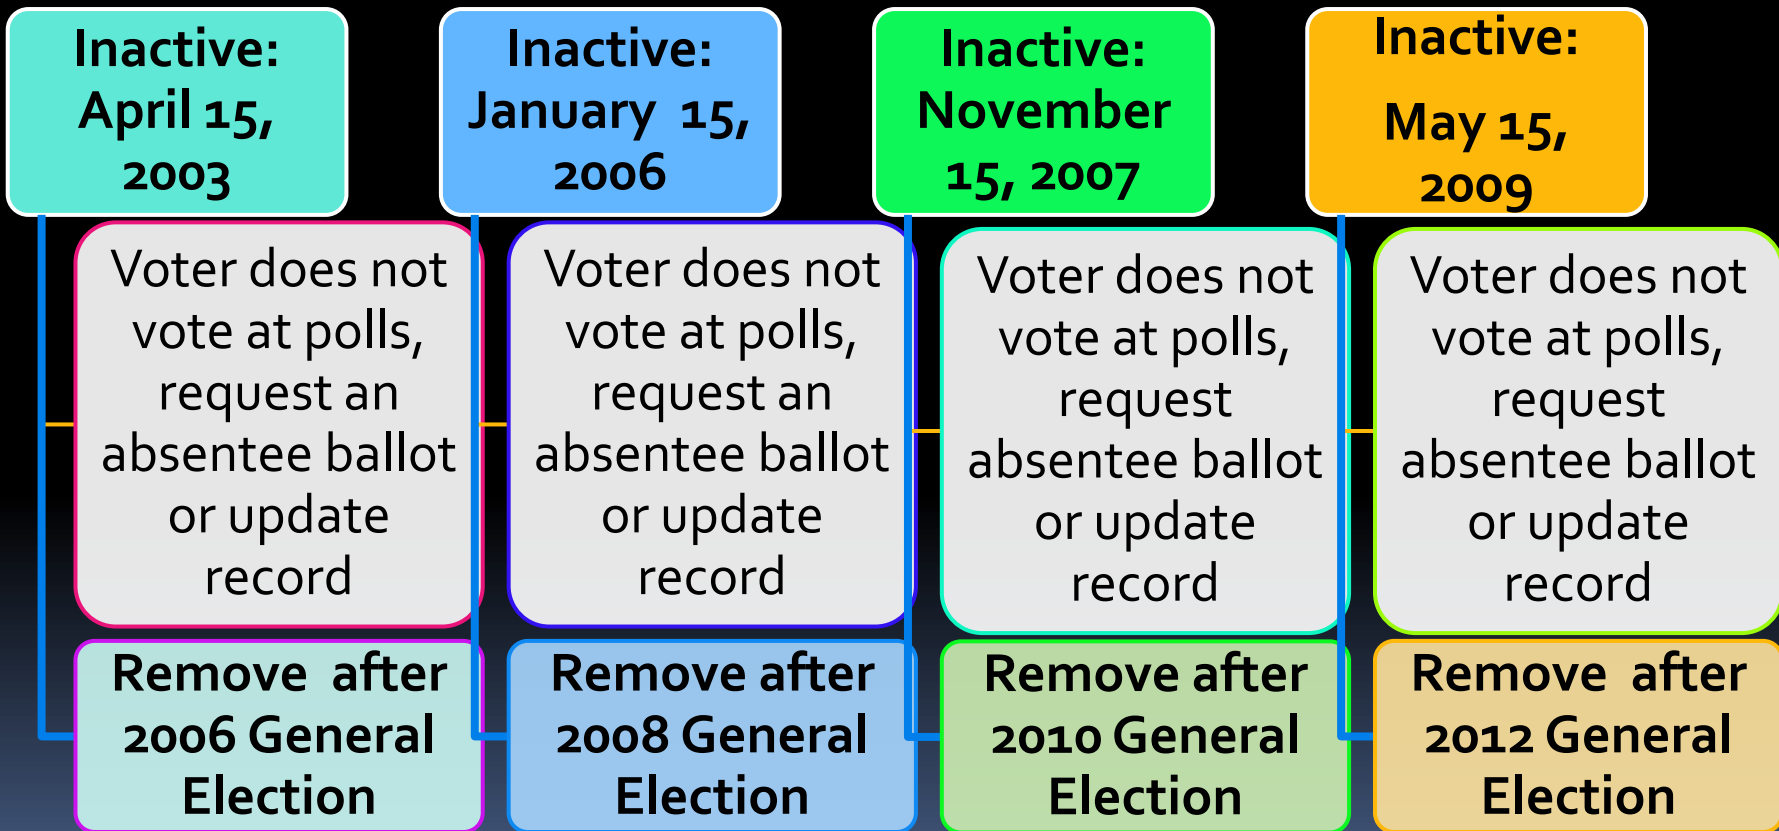 Inactive:
April 15,
2003
Voter does not
vote at polls,
request an
absentee ballot
or update
record
Remove after
2006 General
Election
Inactive:
January 15,
2006
Voter does not
vote at polls,
request an
absentee ballot
or update
record
Remove after
2008 General
Election
Inactive:
November
15, 2007
Voter does not
vote at polls,
request
absentee ballot
or update
record
Remove after
2010 General
Election
Inactive:
May 15,
2009
Voter does not
vote at polls,
request
absentee ballot
or update
record
Remove after
2012 General
Election